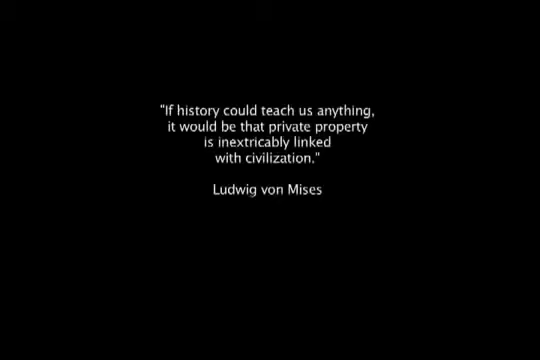 "If history could teach us anything,
it would be that private property
is inextricably linked
with civilization."
Ludwig von Mises